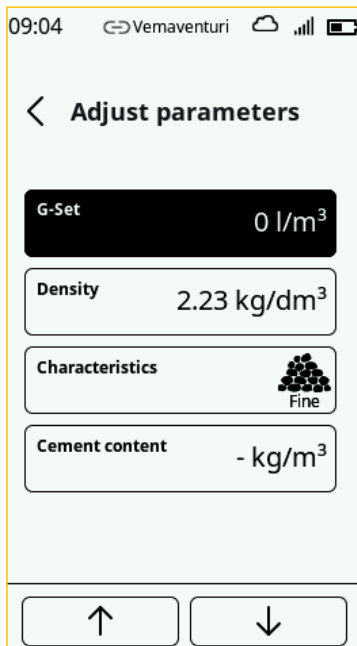 09:04 Vemaventuri
Adjust parameters
G-Set
0 l/m³
Density
2.23 kg/dm³
Characteristics
Fine
Cement content
- kg/m³